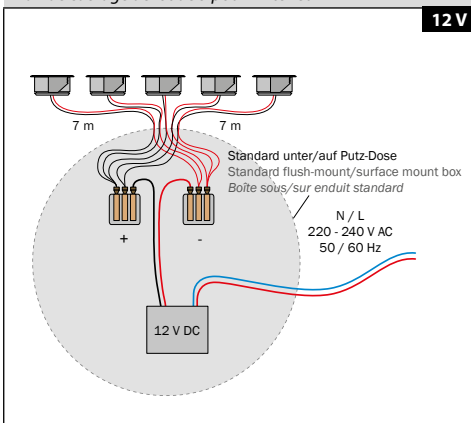 12 V
7 m
7 m
Standard unter/auf Putz-Dose
Standard flush-mount/surface mount box
Boîte sous/sur enduit standard
N / L
220 - 240 V AC
50 / 60 Hz
+
-
12 V DC